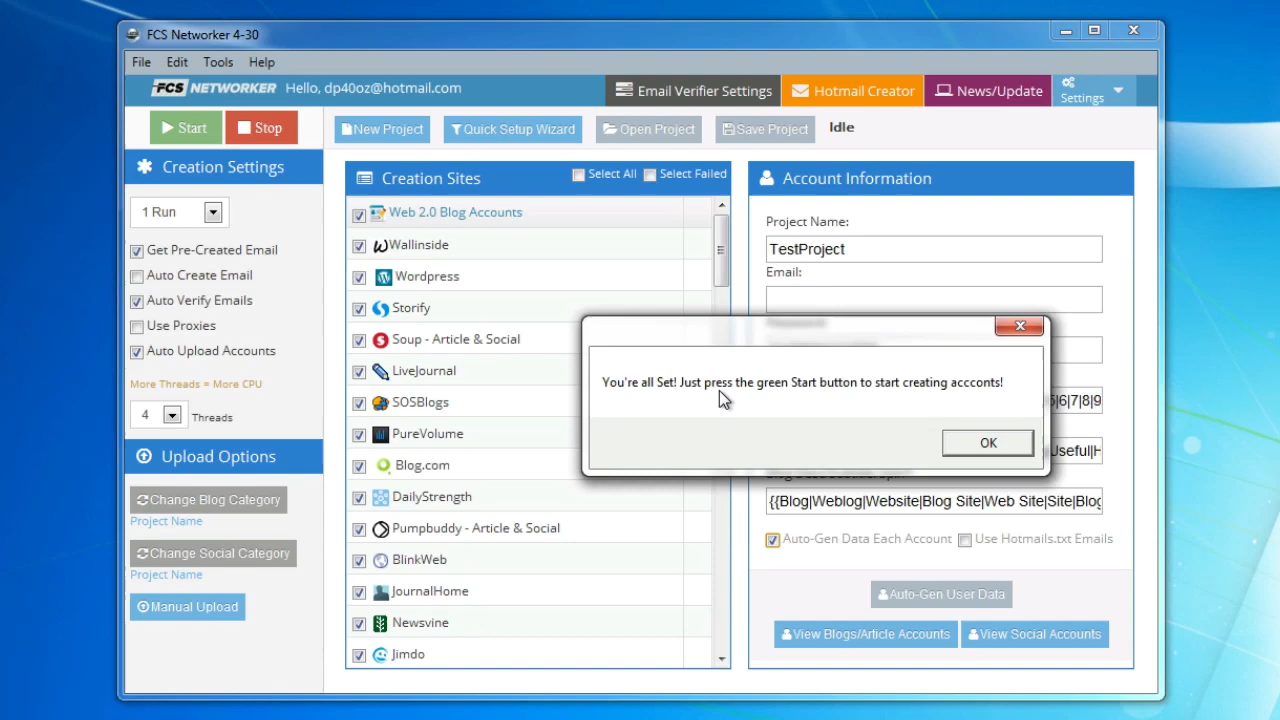 FCS Networker 4-30
File Edit Tools Help
FCS NETWORKER Hello, dp40oz@hotmail.com
Email Verifier Settings
Hotmail Creator
News/Update
Settings
Start
Stop
New Project
Quick Setup Wizard
Open Project
Save Project
Idle
Creation Settings
1 Run
Get Pre-Created Email
Auto Create Email
Auto Verify Emails
Use Proxies
Auto Upload Accounts
More Threads = More CPU
4 Threads
Upload Options
Change Blog Category
Project Name
Change Social Category
Project Name
Manual Upload
Creation Sites
Select All
Select Failed
Web 2.0 Blog Accounts
Wallinside
Wordpress
Storify
Soup - Article & Social
LiveJournal
SOSBlogs
PureVolume
Blog.com
DailyStrength
Pumpbuddy - Article & Social
BlinkWeb
JournalHome
Newsvine
Jimdo
Account Information
Project Name:
TestProject
Email:
You're all Set! Just press the green Start button to start creating accconts!
OK
6|7|8|9
Useful|H
{{Blog|Weblog|Website|Blog Site|Web Site|Site|Blog
Auto-Gen Data Each Account
Use Hotmails.txt Emails
Auto-Gen User Data
View Blogs/Article Accounts
View Social Accounts